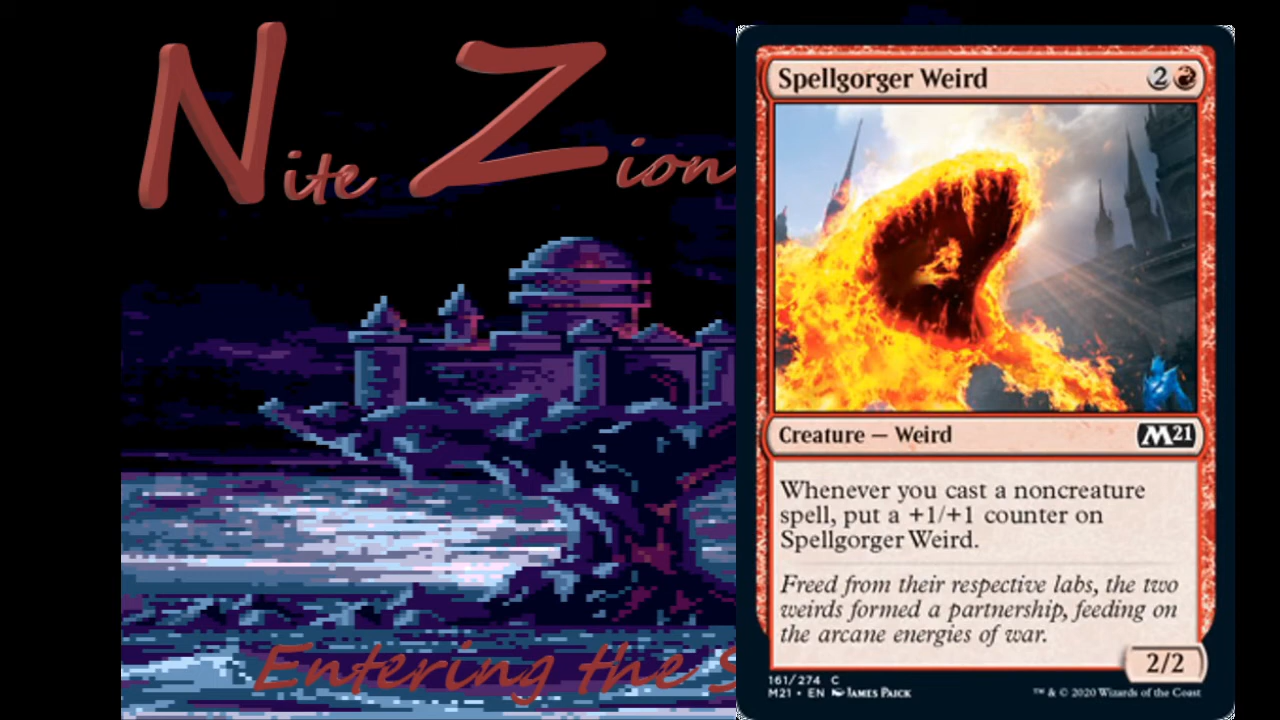 Nite Zion
Entering the S
Spellgorger Weird
2
Creature — Weird
M21
Whenever you cast a noncreature
spell, put a +1/+1 counter on
Spellgorger Weird.
Freed from their respective labs, the two
weirds formed a partnership, feeding on
the arcane energies of war.
2/2
161/274 C
M21 • EN James Paick
™ & © 2020 Wizards of the Coast